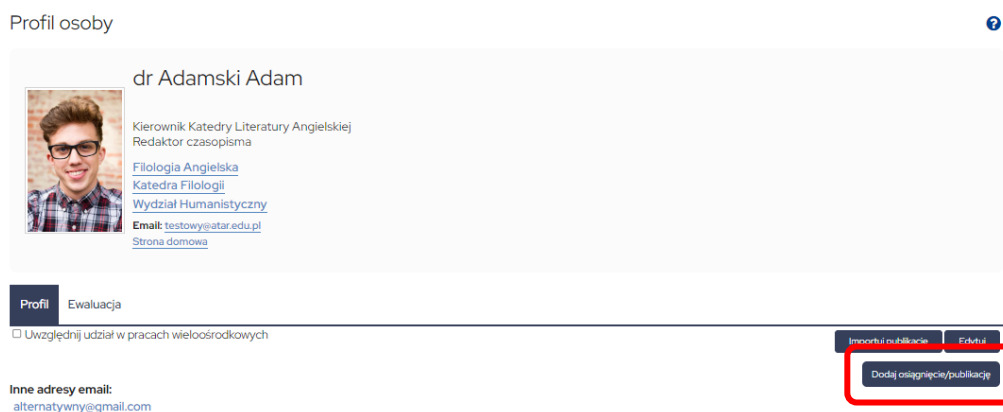 Profil osoby
dr Adamski Adam
Kierownik Katedry Literatury Angielskiej
Redaktor czasopisma
Filologia Angielska
Katedra Filologii
Wydział Humanistyczny
Email: testowy@atar.edu.pl
Strona domowa
Profil Ewaluacja
Uwzględnij udział w pracach wieloośrodkowych
Importuj publikacje Edytuj
Dodaj osiągnięcie/publikację
Inne adresy email:
alternatywny@gmail.com